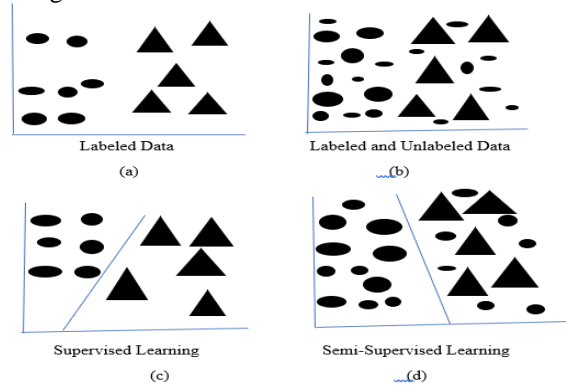 Labeled Data
Labeled and Unlabeled Data
(a)
(b)
Supervised Learning
Semi-Supervised Learning
(c)
(d)